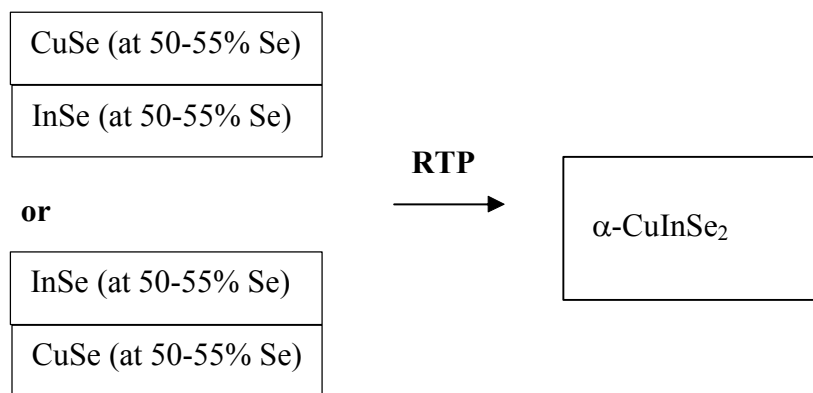 CuSe (at 50-55% Se)
InSe (at 50-55% Se)
or
InSe (at 50-55% Se)
CuSe (at 50-55% Se)
RTP
α-CuInSe₂